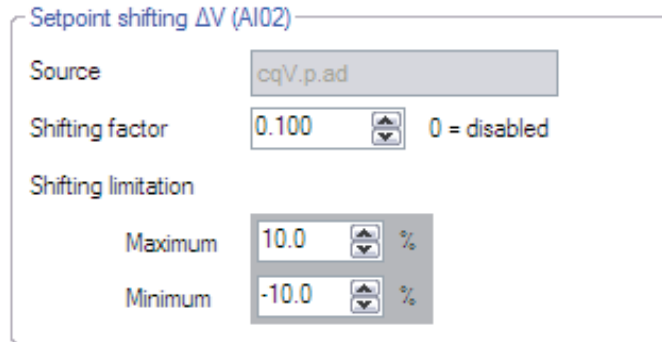 Setpoint shifting ΔV (AI02)
Source cqV.p.ad
Shifting factor 0.100 0 = disabled
Shifting limitation
Maximum 10.0 %
Minimum -10.0 %